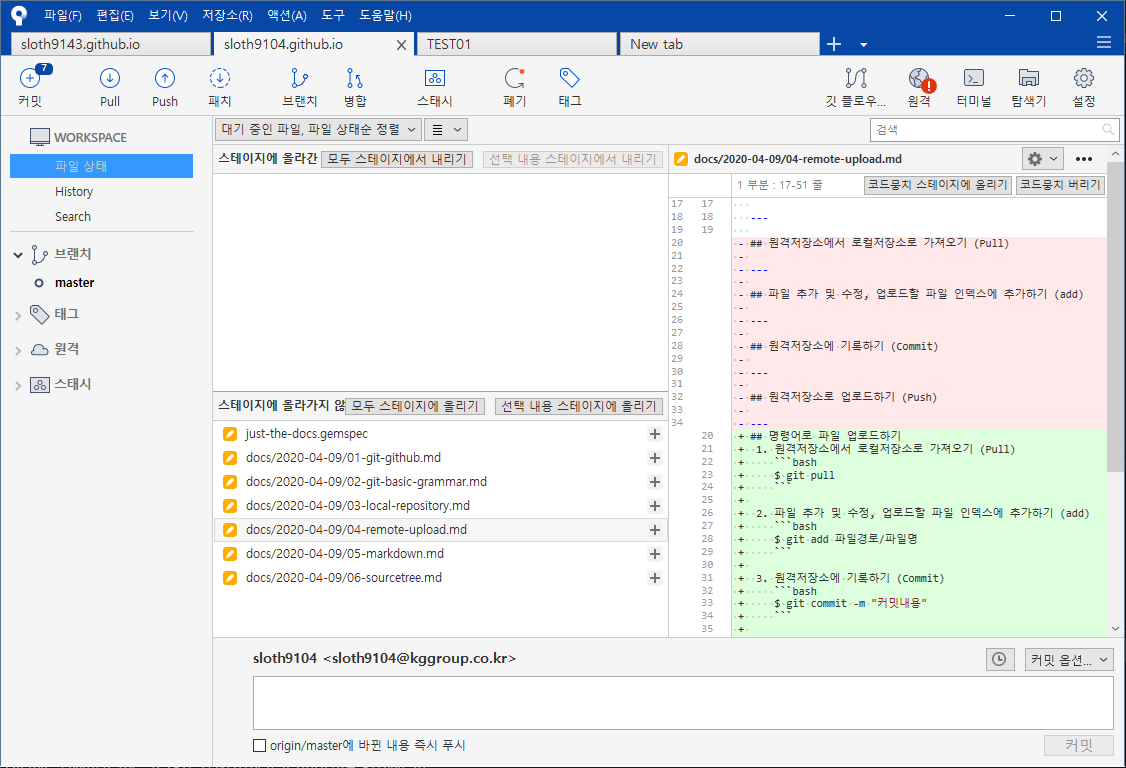 파일(F) 편집(E) 보기(V) 저장소(R) 액션(A) 도구 도움말(H)
sloth9143.github.io
sloth9104.github.io
TEST01
New tab
7
커밋
Pull
Push
패치
브랜치
병합
스태시
폐기
태그
깃 플로우...
원격
터미널
탐색기
설정
WORKSPACE
파일 상태
History
Search
브랜치
master
태그
원격
스태시
대기 중인 파일, 파일 상태순 정렬
검색
스테이지에 올라간 모두 스테이지에서 내리기 선택 내용 스테이지에서 내리기
스테이지에 올라가지 않 모두 스테이지에 올리기 선택 내용 스테이지에 올리기
just-the-docs.gemspec
docs/2020-04-09/01-git-github.md
docs/2020-04-09/02-git-basic-grammar.md
docs/2020-04-09/03-local-repository.md
docs/2020-04-09/04-remote-upload.md
docs/2020-04-09/05-markdown.md
docs/2020-04-09/06-sourcetree.md
docs/2020-04-09/04-remote-upload.md
1 부분 : 17-51 줄 코드뭉치 스테이지에 올리기 코드뭉치 버리기
17 17
18 18 ---
19 19
20 - ## 원격저장소에서 로컬저장소로 가져오기 (Pull)
21 -
22 - ---
23 -
24 - ## 파일 추가 및 수정, 업로드할 파일 인덱스에 추가하기 (add)
25 -
26 - ---
27 -
28 - ## 원격저장소에 기록하기 (Commit)
29 -
30 - ---
31 -
32 - ## 원격저장소로 업로드하기 (Push)
33 -
34 - ---
20 + ## 명령어로 파일 업로드하기
21 + 1. 원격저장소에서 로컬저장소로 가져오기 (Pull)
22 + ```bash
23 + $ git pull
24 + ```
25 +
26 + 2. 파일 추가 및 수정, 업로드할 파일 인덱스에 추가하기 (add)
27 + ```bash
28 + $ git add 파일경로/파일명
29 + ```
30 +
31 + 3. 원격저장소에 기록하기 (Commit)
32 + ```bash
33 + $ git commit -m "커밋내용"
34 + ```
35 +
sloth9104 <sloth9104@kggroup.co.kr>
커밋 옵션...
origin/master에 바뀐 내용 즉시 푸시
커밋